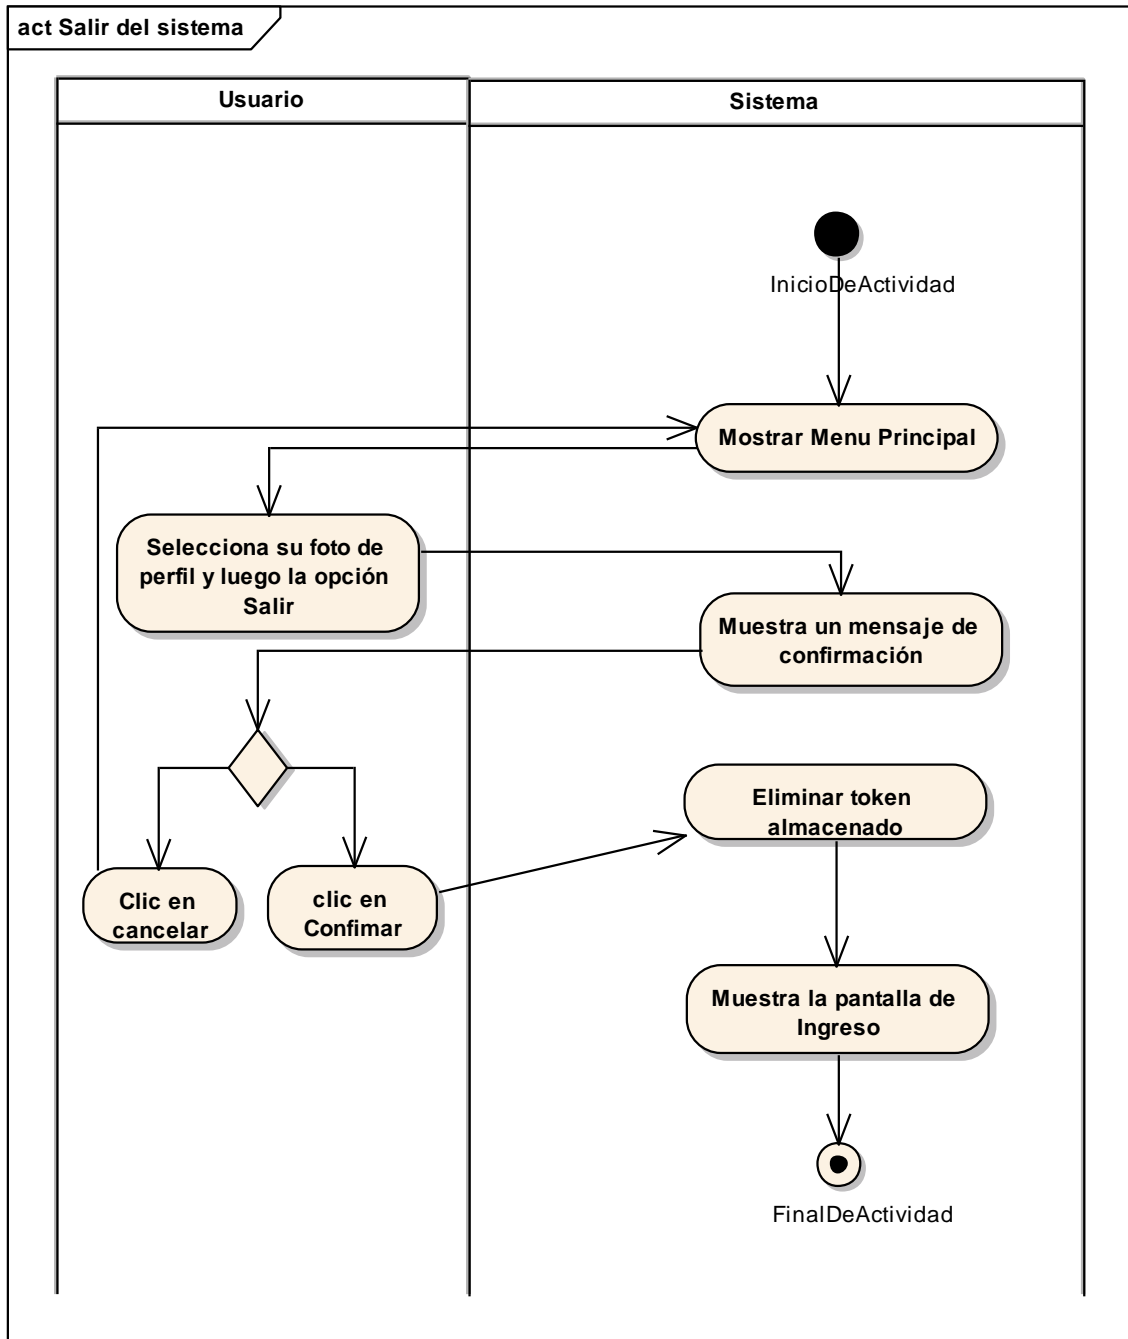 act Salir del sistema
Usuario
Sistema
InicioDeActividad
Mostrar Menu Principal
Selecciona su foto de
perfil y luego la opción
Salir
Muestra un mensaje de
confirmación
Eliminar token
almacenado
Clic en
cancelar
clic en
Confimar
Muestra la pantalla de
Ingreso
FinalDeActividad